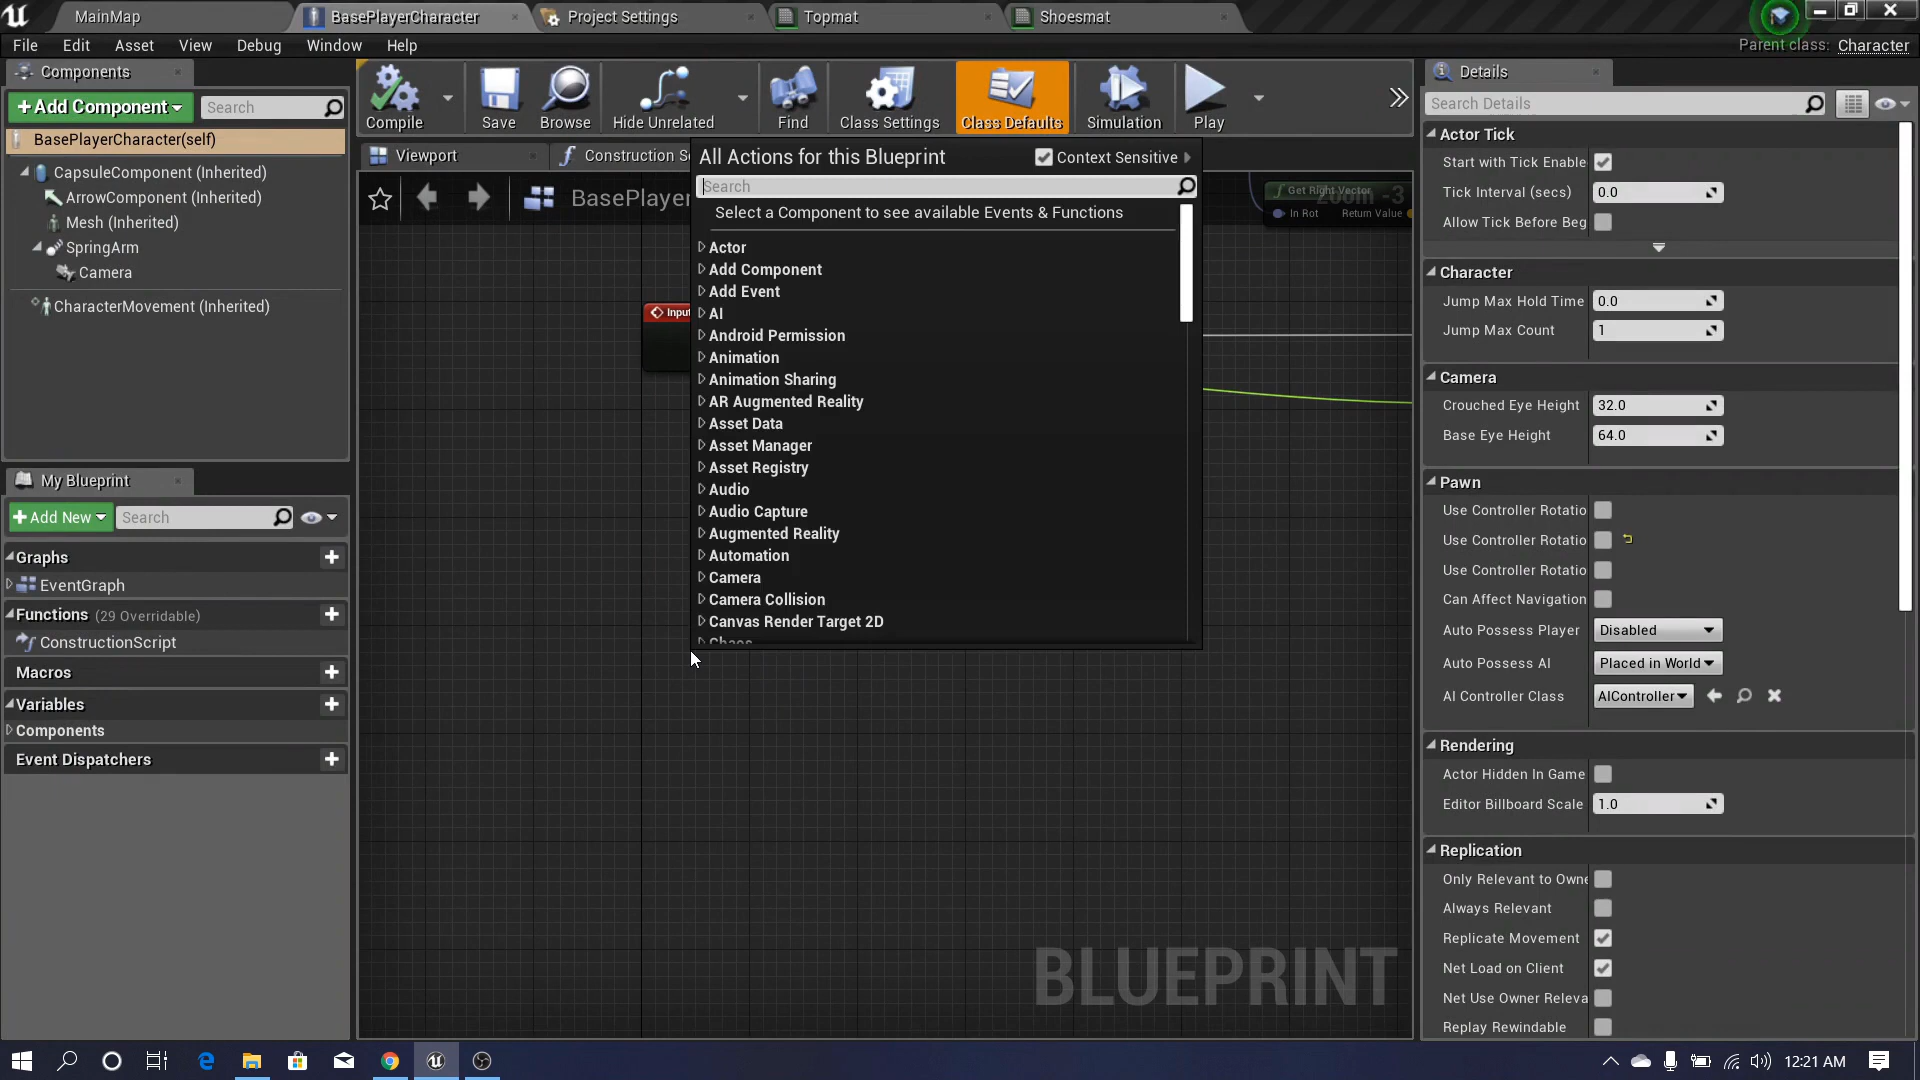 MainMap
BasePlayerCharacter
Project Settings
Topmat
Shoesmat
File Edit Asset View Debug Window Help
Parent class: Character
Components
+Add Component
Search
BasePlayerCharacter(self)
CapsuleComponent (Inherited)
ArrowComponent (Inherited)
Mesh (Inherited)
SpringArm
Camera
CharacterMovement (Inherited)
My Blueprint
+Add New
Search
Graphs
EventGraph
Functions (29 Overridable)
ConstructionScript
Macros
Variables
Components
Event Dispatchers
Compile
Save
Browse
Hide Unrelated
Find
Class Settings
Class Defaults
Simulation
Play
Viewport
Construction Sc
BasePlayer
Zoom -3
Get Right Vector
In Rot Return Value
Input
All Actions for this Blueprint
Context Sensitive
Search
Select a Component to see available Events & Functions
Actor
Add Component
Add Event
AI
Android Permission
Animation
Animation Sharing
AR Augmented Reality
Asset Data
Asset Manager
Asset Registry
Audio
Audio Capture
Augmented Reality
Automation
Camera
Camera Collision
Canvas Render Target 2D
Chaos
BLUEPRINT
Details
Search Details
Actor Tick
Start with Tick Enable
Tick Interval (secs) 0.0
Allow Tick Before Beg
Character
Jump Max Hold Time 0.0
Jump Max Count 1
Camera
Crouched Eye Height 32.0
Base Eye Height 64.0
Pawn
Use Controller Rotatio
Use Controller Rotatio
Use Controller Rotatio
Can Affect Navigation
Auto Possess Player Disabled
Auto Possess AI Placed in World
AI Controller Class AIController
Rendering
Actor Hidden In Game
Editor Billboard Scale 1.0
Replication
Only Relevant to Owne
Always Relevant
Replicate Movement
Net Load on Client
Net Use Owner Releva
Replay Rewindable
12:21 AM